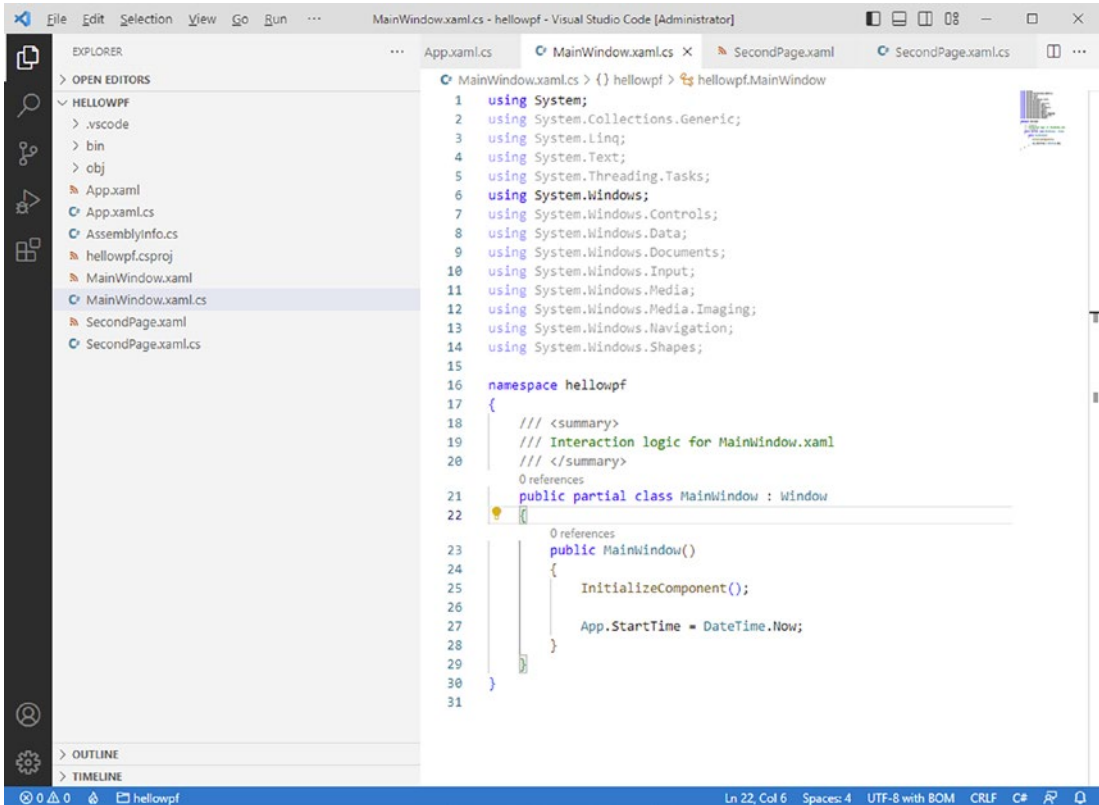 File Edit Selection View Go Run ··· MainWindow.xaml.cs - hellowpf - Visual Studio Code [Administrator]
EXPLORER ···
OPEN EDITORS
HELLOWPF
.vscode
bin
obj
App.xaml
App.xaml.cs
AssemblyInfo.cs
hellowpf.csproj
MainWindow.xaml
MainWindow.xaml.cs
SecondPage.xaml
SecondPage.xaml.cs
OUTLINE
TIMELINE
App.xaml.cs MainWindow.xaml.cs SecondPage.xaml SecondPage.xaml.cs ···
MainWindow.xaml.cs > {} hellowpf > hellowpf.MainWindow
1 using System;
2 using System.Collections.Generic;
3 using System.Linq;
4 using System.Text;
5 using System.Threading.Tasks;
6 using System.Windows;
7 using System.Windows.Controls;
8 using System.Windows.Data;
9 using System.Windows.Documents;
10 using System.Windows.Input;
11 using System.Windows.Media;
12 using System.Windows.Media.Imaging;
13 using System.Windows.Navigation;
14 using System.Windows.Shapes;
15
16 namespace hellowpf
17 {
18 /// <summary>
19 /// Interaction logic for MainWindow.xaml
20 /// </summary>
0 references
21 public partial class MainWindow : Window
22 {
0 references
23 public MainWindow()
24 {
25 InitializeComponent();
26
27 App.StartTime = DateTime.Now;
28 }
29 }
30 }
31
0 0 hellowpf Ln 22, Col 6 Spaces: 4 UTF-8 with BOM CRLF C#